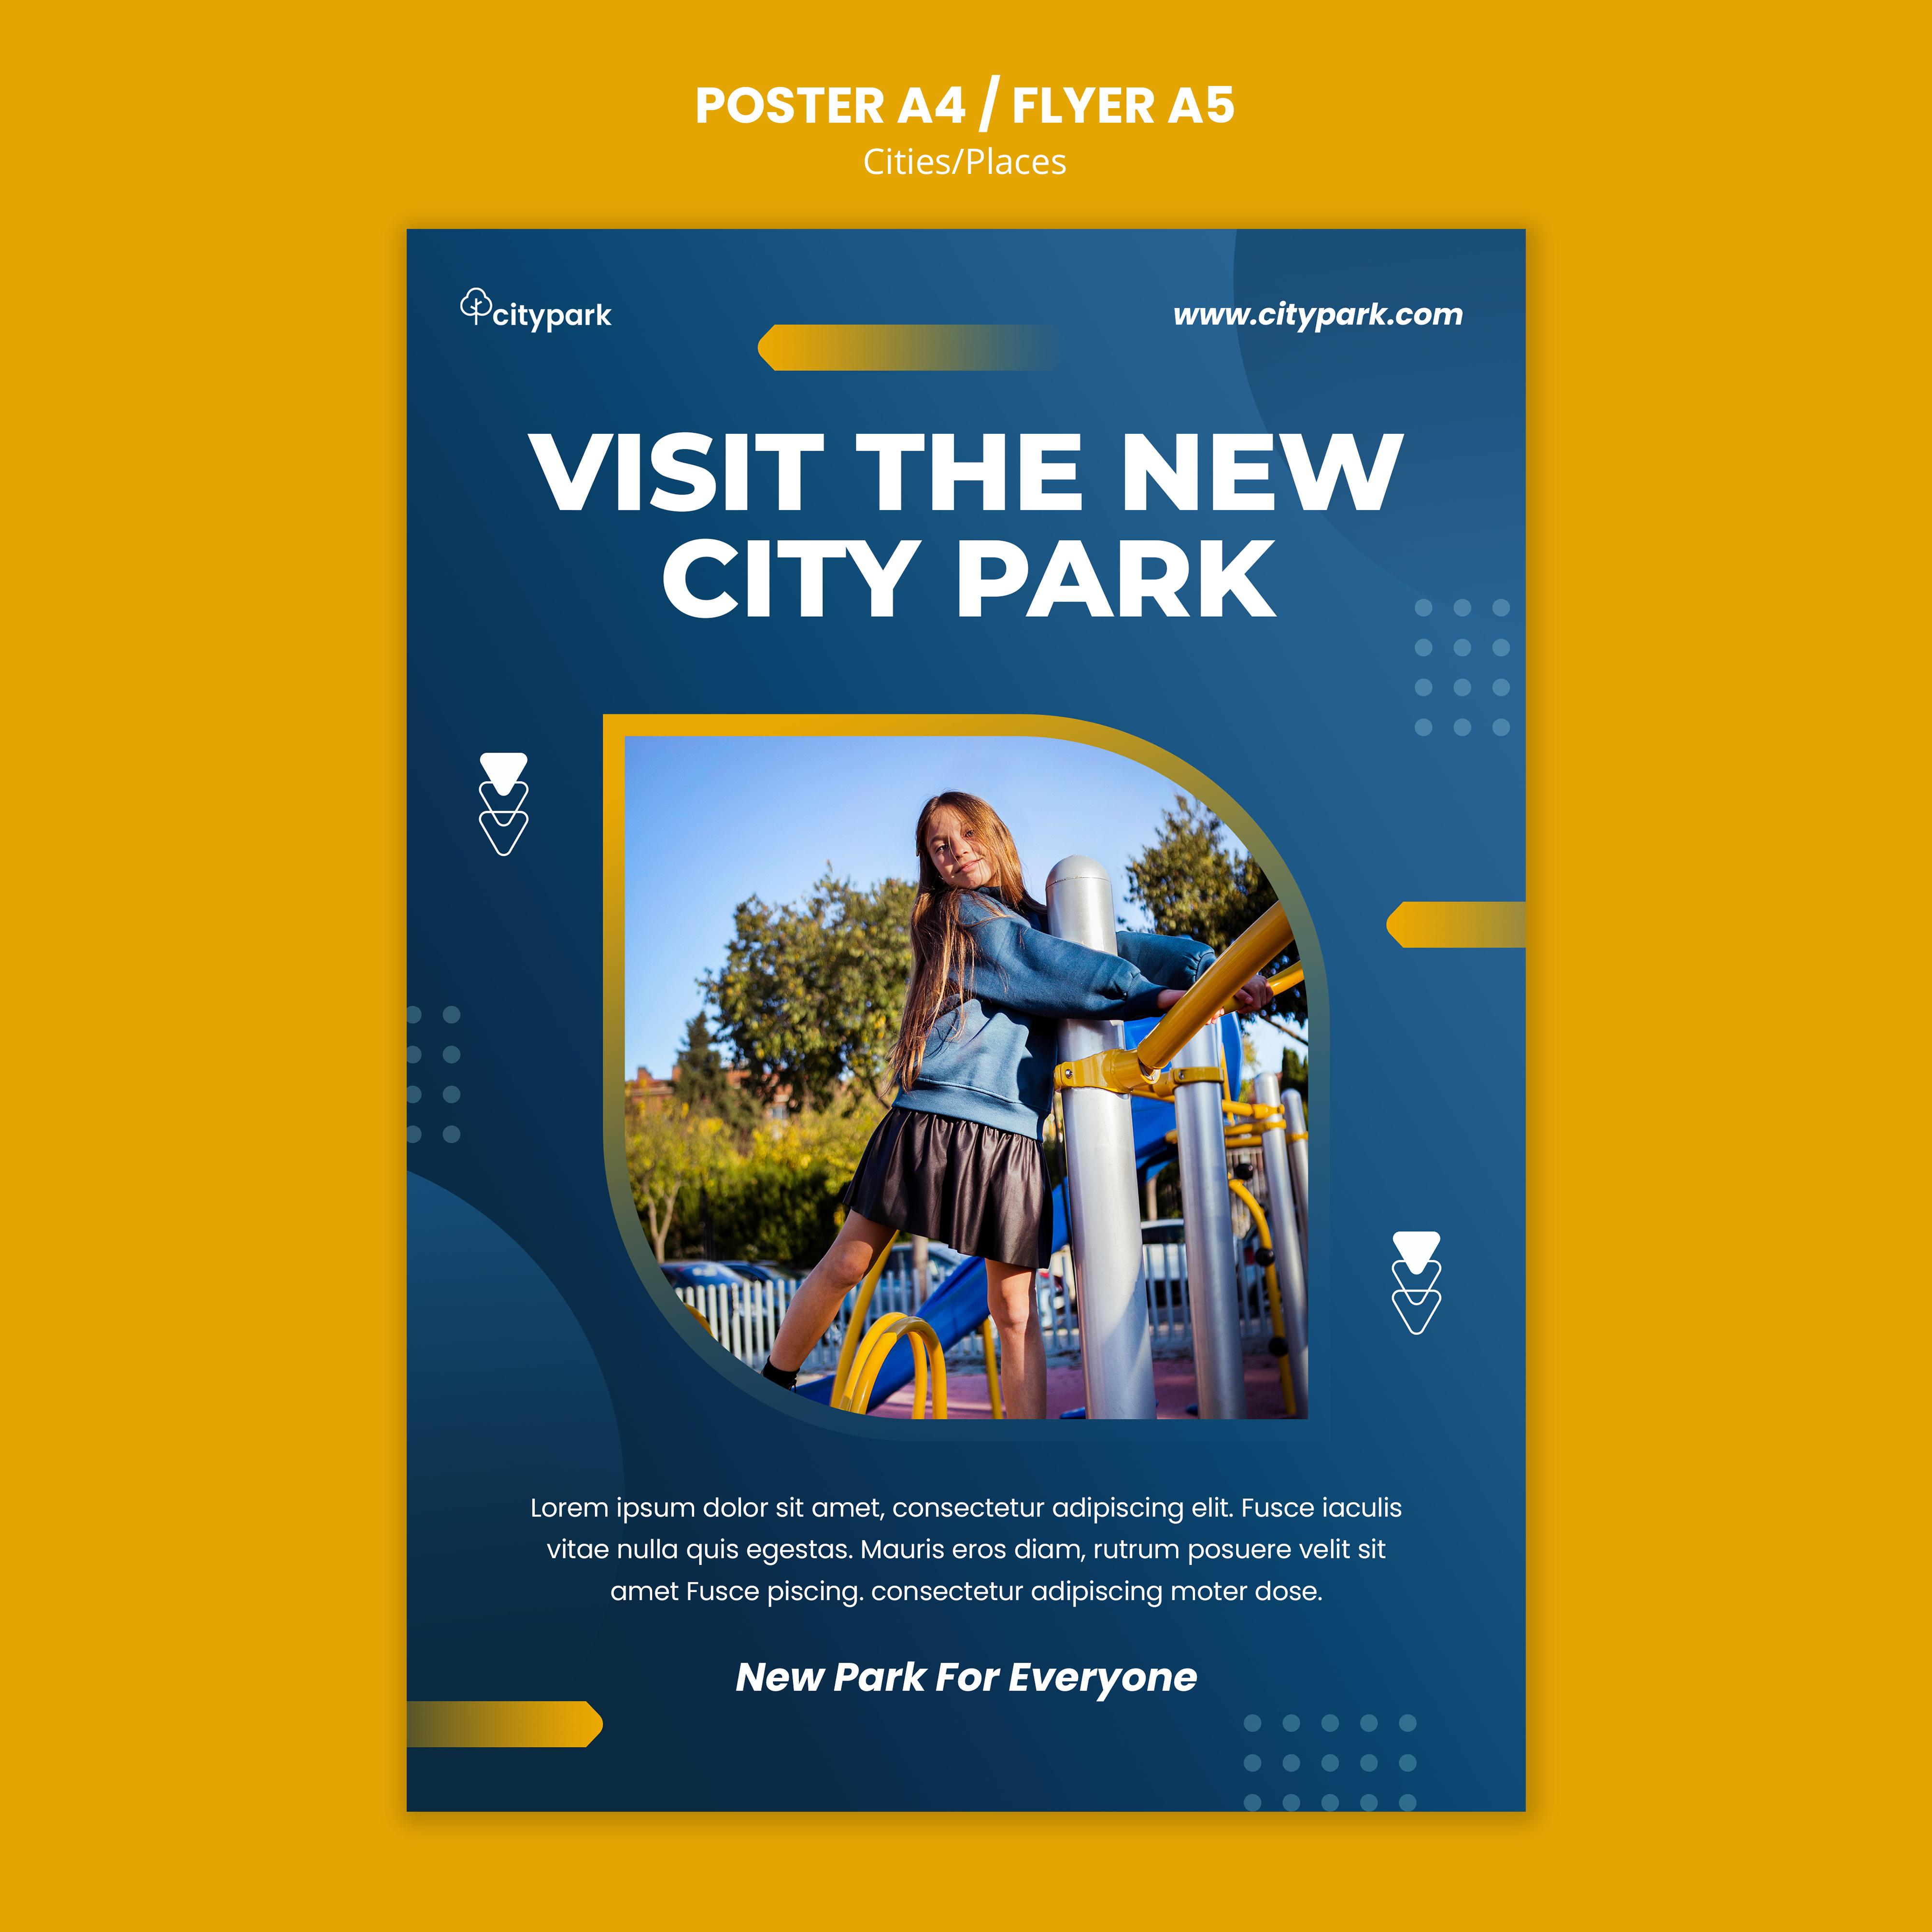 POSTER A4 / FLYER A5
Cities/Places
citypark
www.citypark.com
VISIT THE NEW
CITY PARK
Lorem ipsum dolor sit amet, consectetur adipiscing elit. Fusce iaculis
vitae nulla quis egestas. Mauris eros diam, rutrum posuere velit sit
amet Fusce piscing. consectetur adipiscing moter dose.
New Park For Everyone